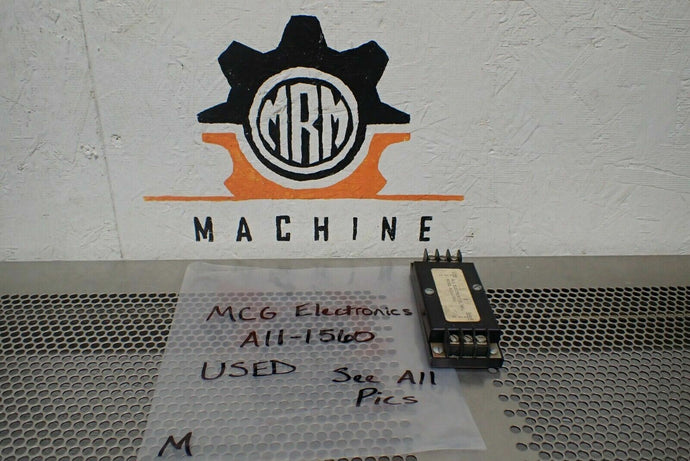 MRM
MACHINE
MCG Electronics
A11-1560
USED
See All
Pics
M